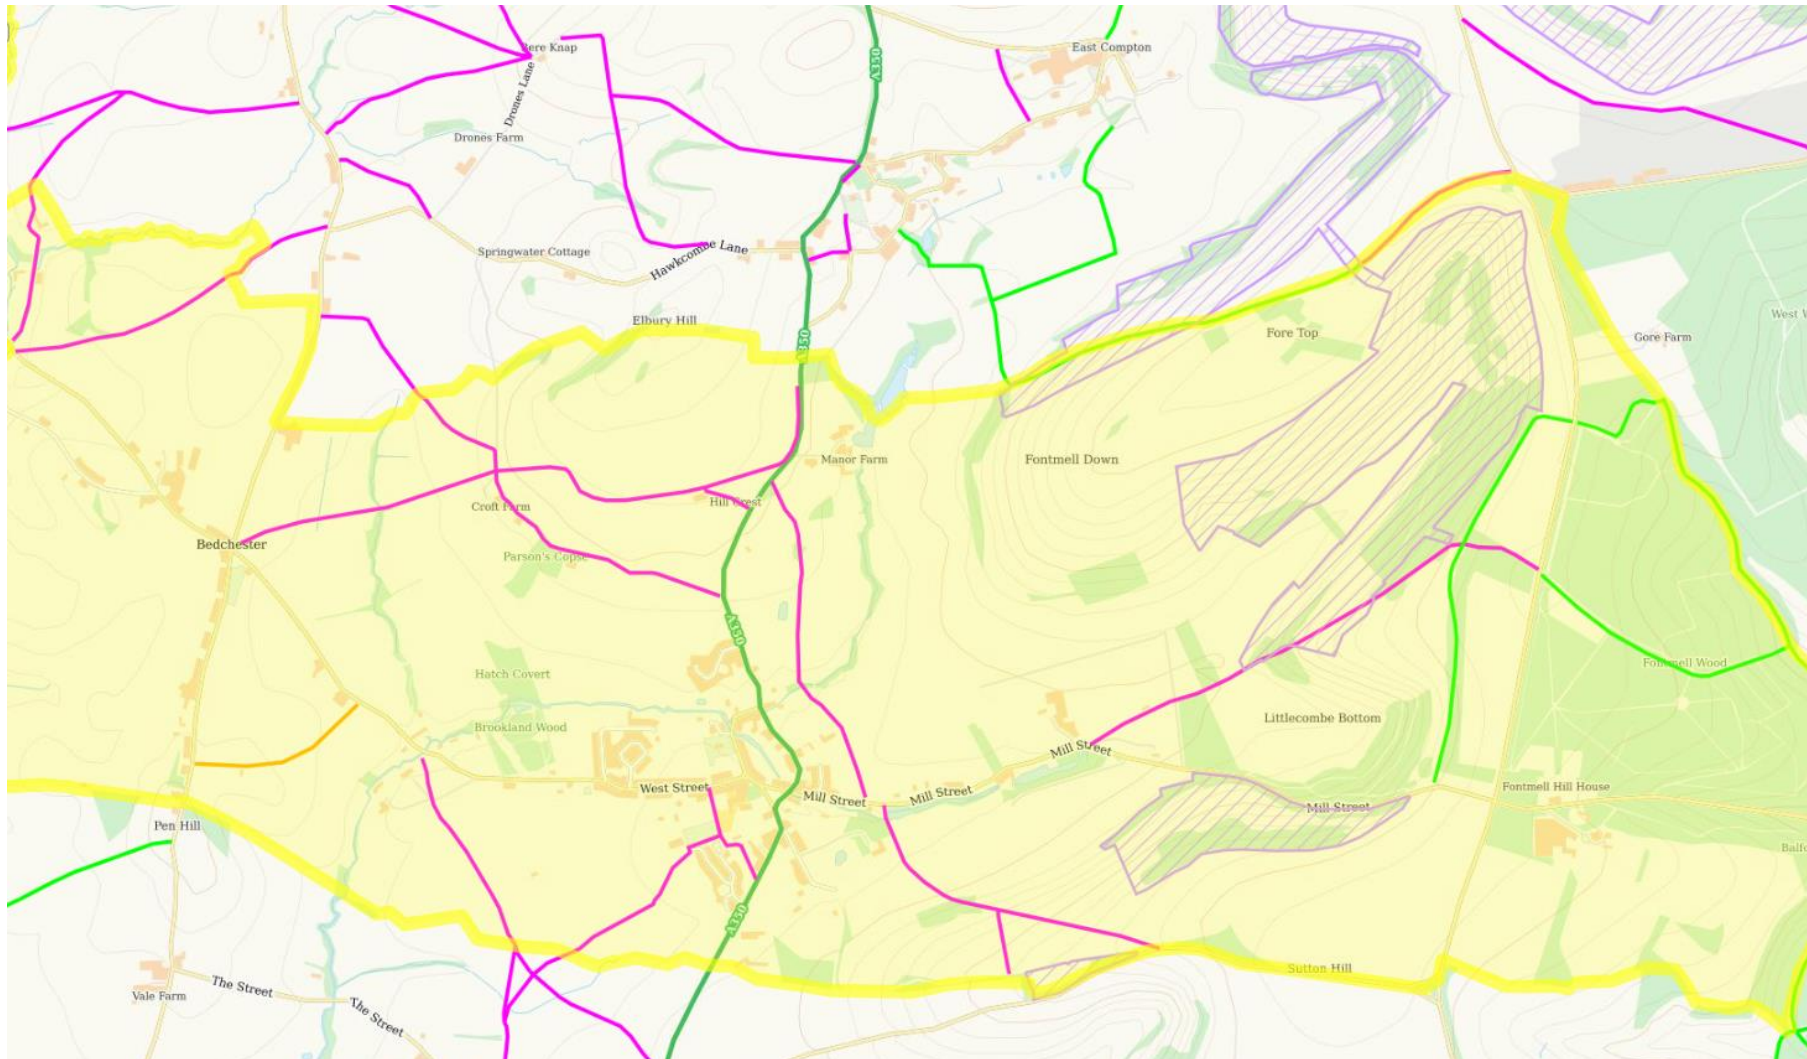 Bere Knap
A350
East Compton
Drones Lane
Drones Farm
Springwater Cottage
Hawkcombe Lane
Elbury Hill
A350
Fore Top
Gore Farm
Manor Farm
Fontmell Down
Croft Farm
Hill Crest
Bedchester
Parson's Copse
A350
Hatch Covert
Fontmell Wood
Brookland Wood
Littlecombe Bottom
Mill Street
West Street
Mill Street
Mill Street
Mill Street
Fontmell Hill House
Pen Hill
A350
Sutton Hill
Vale Farm
The Street
The Street